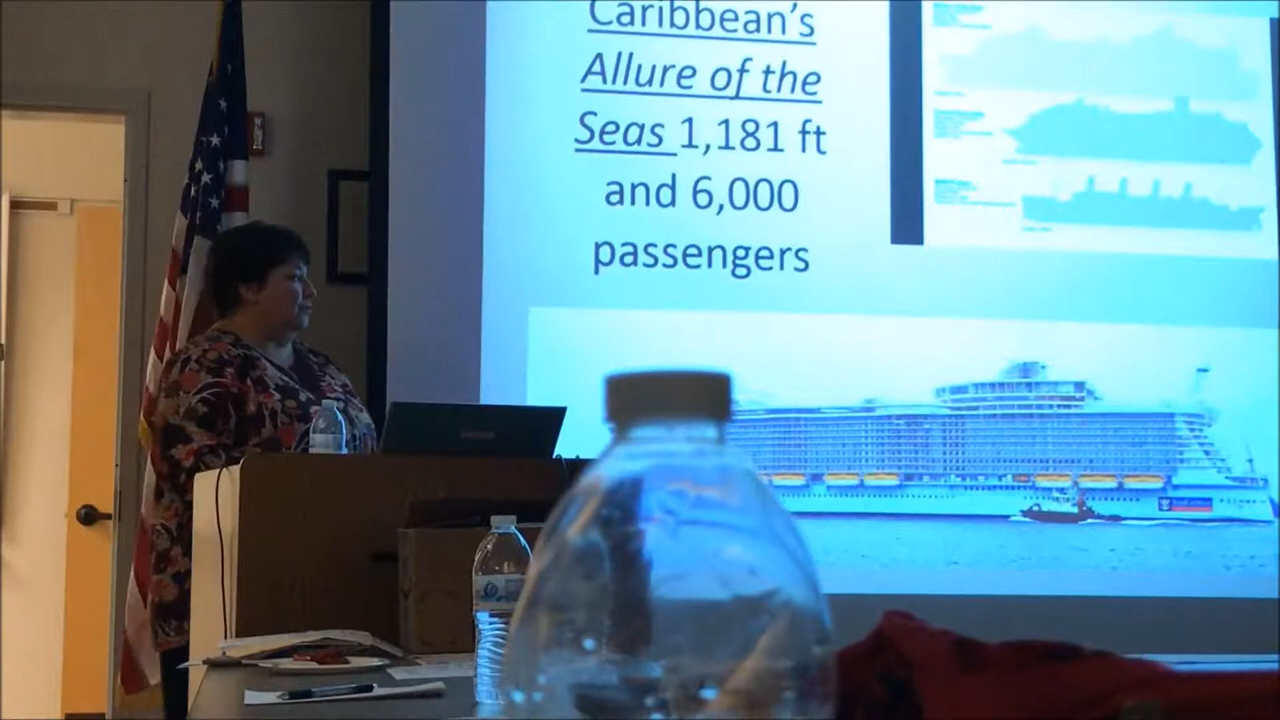 Caribbean's
Allure of the
Seas 1,181 ft
and 6,000
passengers